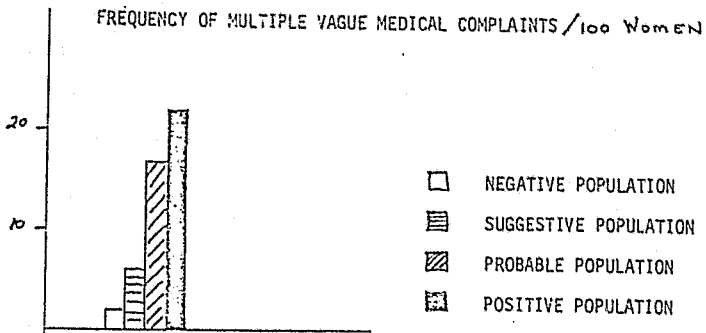 FREQUENCY OF MULTIPLE VAGUE MEDICAL COMPLAINTS/100 WOMEN
20
10
NEGATIVE POPULATION
SUGGESTIVE POPULATION
PROBABLE POPULATION
POSITIVE POPULATION